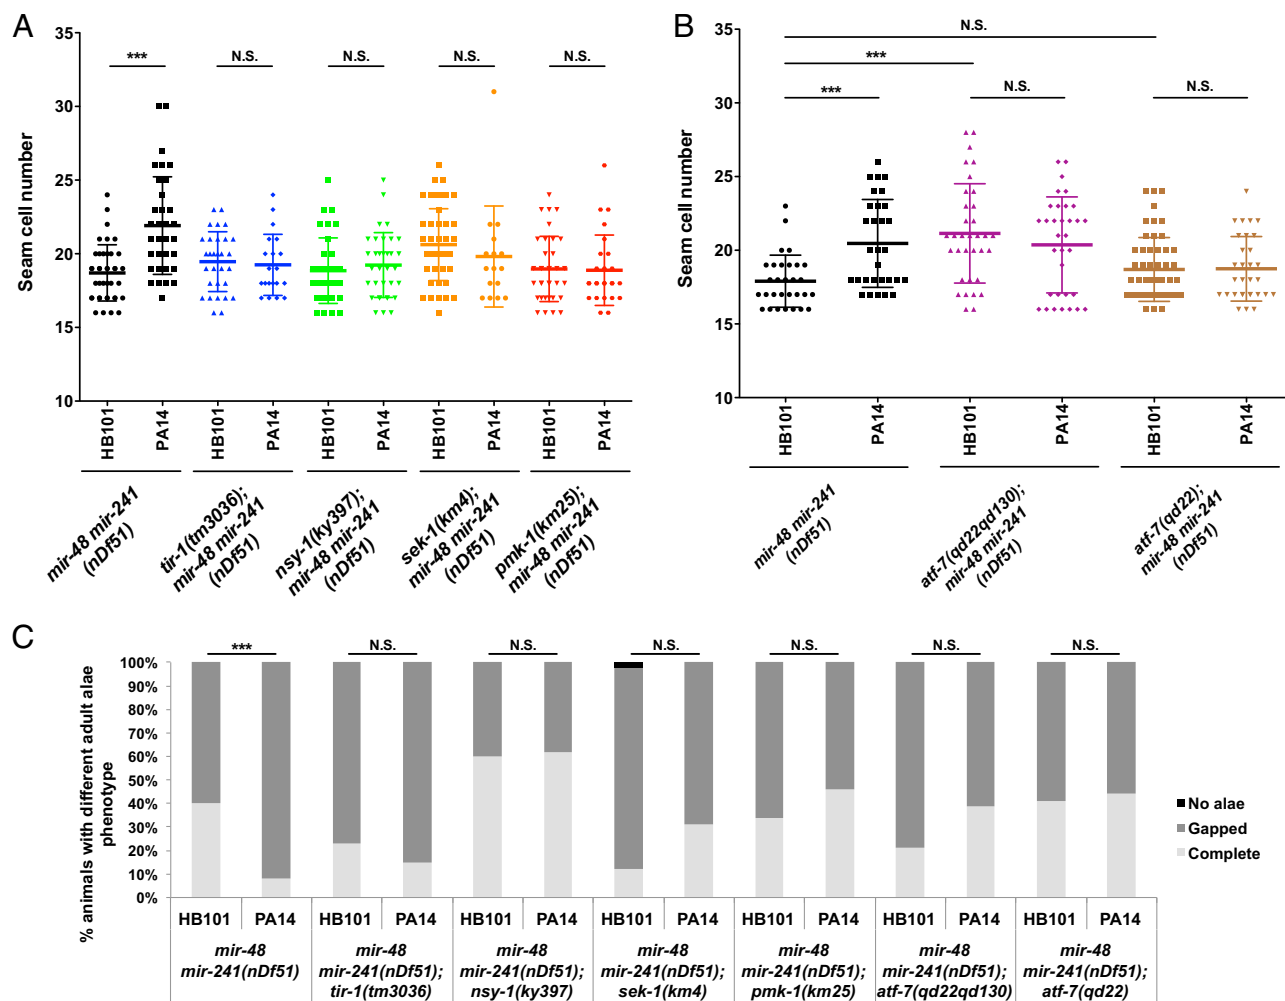 A
Seam cell number
35
30
25
20
15
10
*** N.S. N.S. N.S. N.S.
HB101 PA14 HB101 PA14 HB101 PA14 HB101 PA14 HB101 PA14
mir-48 mir-241
(nDf51)
tir-1(tm3036);
mir-48 mir-241
(nDf51)
nsy-1(ky397);
mir-48 mir-241
(nDf51)
sek-1(km4);
mir-48 mir-241
(nDf51)
pmk-1(km25);
mir-48 mir-241
(nDf51)
B
Seam cell number
35
30
25
20
15
10
N.S.
***
*** N.S. N.S.
HB101 PA14 HB101 PA14 HB101 PA14
mir-48 mir-241
(nDf51)
atf-7(qd22qd130);
mir-48 mir-241
(nDf51)
atf-7(qd22);
mir-48 mir-241
(nDf51)
C
% animals with different adult alae
phenotype
*** N.S. N.S. N.S. N.S. N.S. N.S.
100%
90%
80%
70%
60%
50%
40%
30%
20%
10%
0%
No alae
Gapped
Complete
HB101 PA14 HB101 PA14 HB101 PA14 HB101 PA14 HB101 PA14 HB101 PA14 HB101 PA14
mir-48
mir-241(nDf51)
mir-48
mir-241(nDf51);
tir-1(tm3036)
mir-48
mir-241(nDf51);
nsy-1(ky397)
mir-48
mir-241(nDf51);
sek-1(km4)
mir-48
mir-241(nDf51);
pmk-1(km25)
mir-48
mir-241(nDf51);
atf-7(qd22qd130)
mir-48
mir-241(nDf51);
atf-7(qd22)